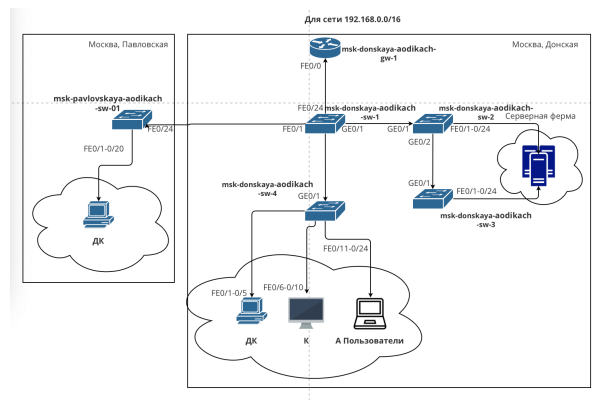 Для сети 192.168.0.0/16
Москва, Павловская
Москва, Донская
msk-donskaya-aodikach-
gw-1
FE0/0
msk-pavlovskaya-aodikach
-sw-01
FE0/24
msk-donskaya-aodikach
-sw-1
msk-donskaya-aodikach-
sw-2
Серверная ферма
FE0/24
FE0/1
GE0/1
GE0/1
FE0/1-0/24
FE0/1-0/20
GE0/2
msk-donskaya-aodikach
-sw-4
GE0/1
GE0/1
FE0/1-0/24
msk-donskaya-aodikach
-sw-3
ДК
FE0/11-0/24
FE0/1-0/5
FE0/6-0/10
ДК
К
А Пользователи